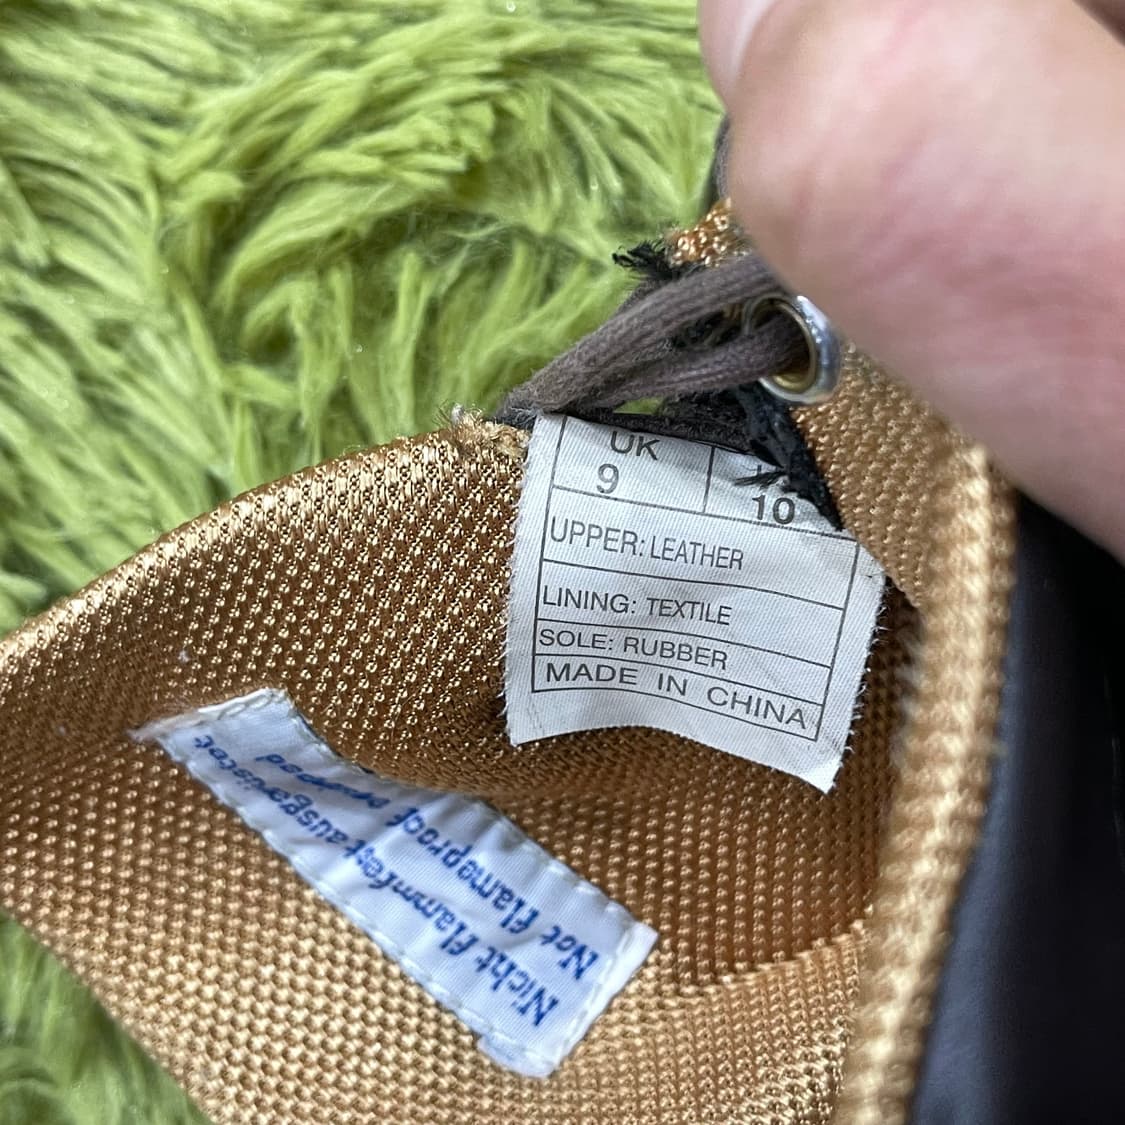 UK
9
10
UPPER: LEATHER
LINING: TEXTILE
SOLE: RUBBER
MADE IN CHINA
Nicht flammfest ausgerüstet
Not flameproof